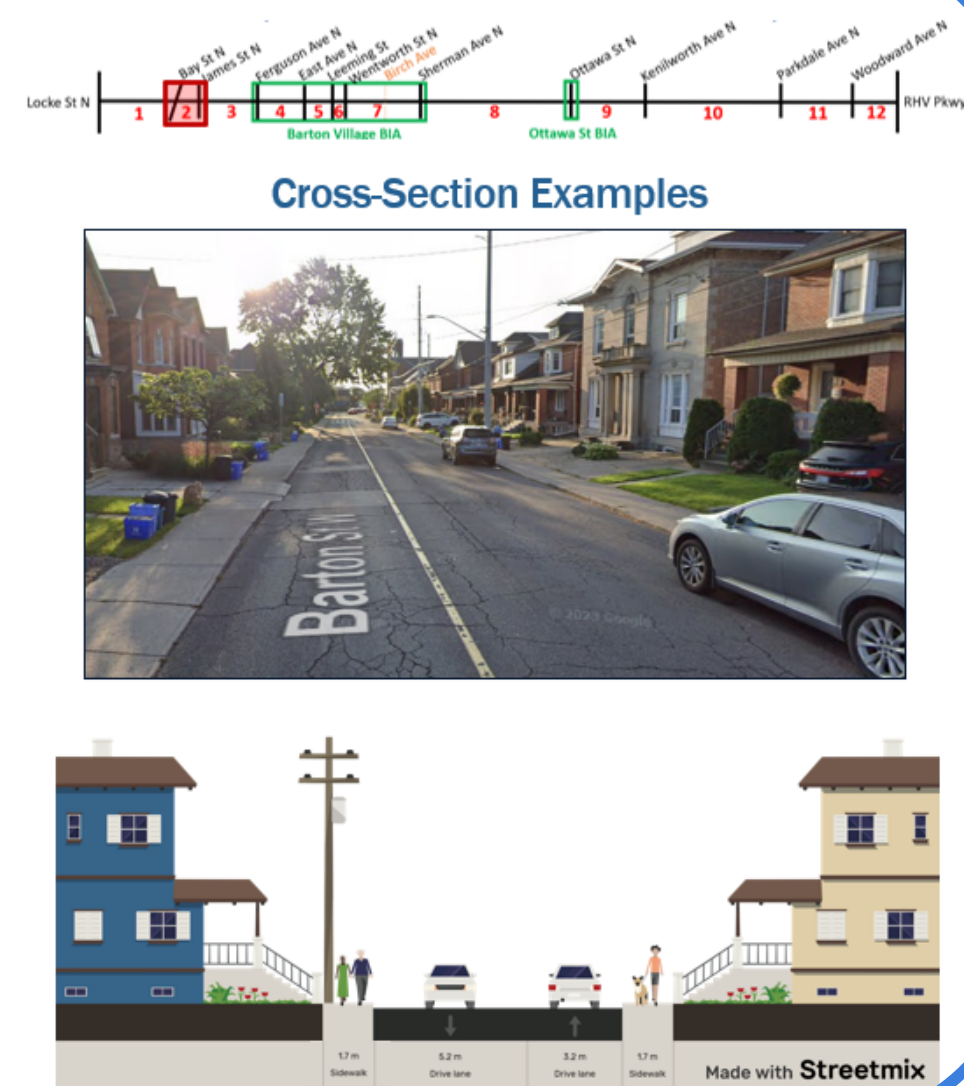 Bay St N
James St N
Ferguson Ave N
East Ave N
Leeming St
Wentworth St N
Birch Ave
Sherman Ave N
Ottawa St N
Kenilworth Ave N
Parkdale Ave N
Woodward Ave N
Locke St N
RHV Pkwy
1 2 3 4 5 6 7 8 9 10 11 12
Barton Village BIA
Ottawa St BIA
Cross-Section Examples
Barton St N
© 2023 Google
1.7 m 5.2 m 3.2 m 1.7 m
Sidewalk Drive lane Drive lane Sidewalk
Made with Streetmix